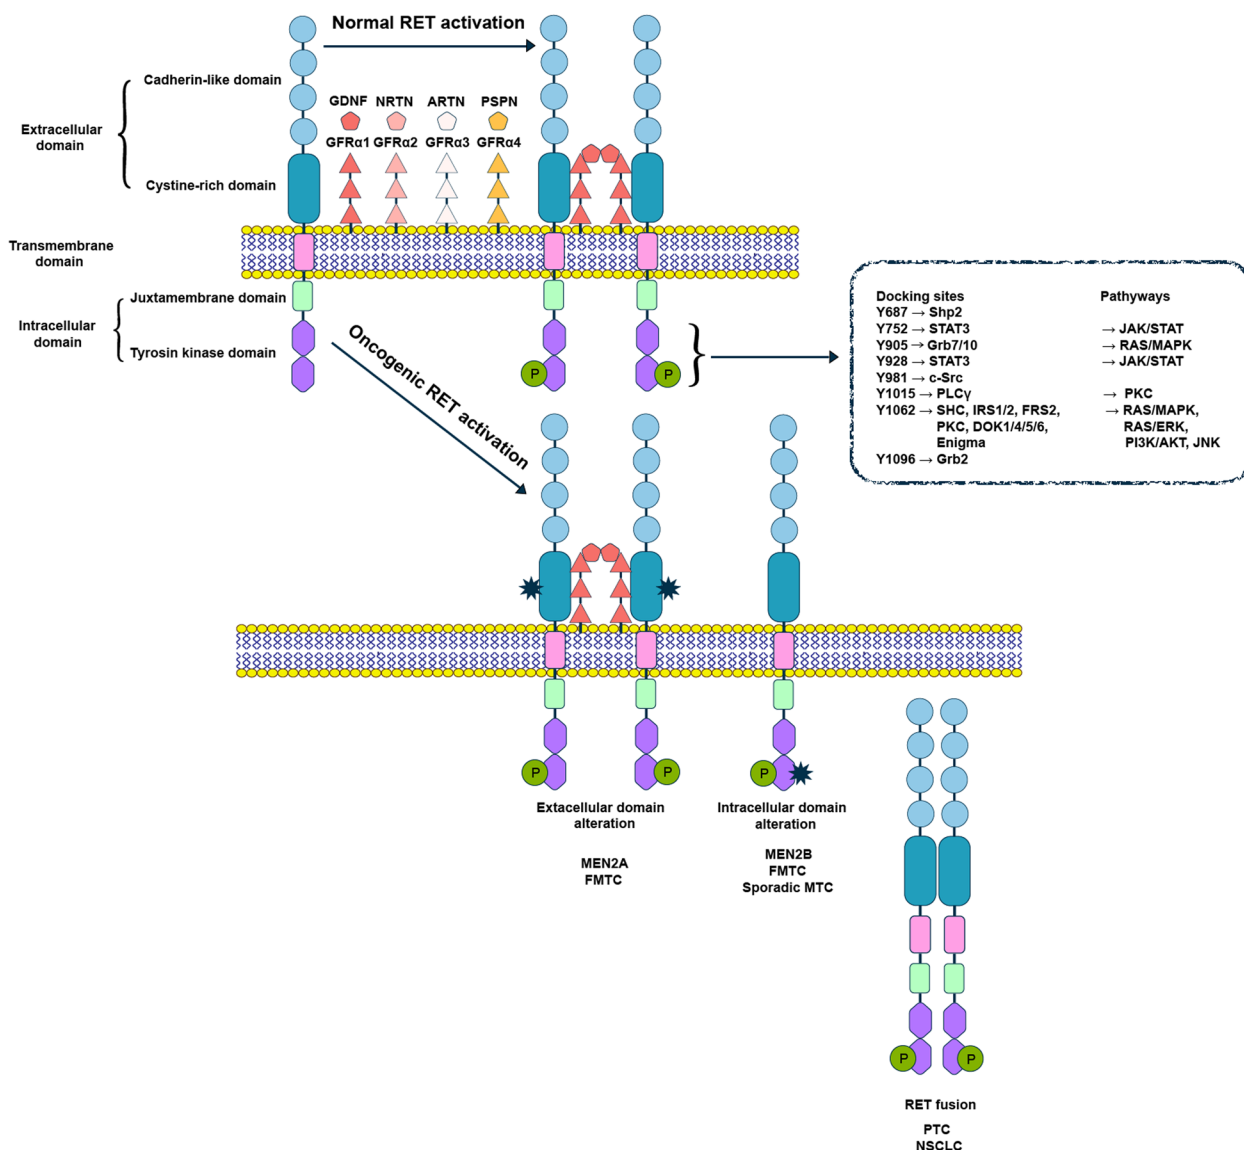 Normal RET activation
Cadherin-like domain
Extracellular
domain
Cystine-rich domain
GDNF NRTN ARTN PSPN
GFRα1 GFRα2 GFRα3 GFRα4
Transmembrane
domain
Juxtamembrane domain
Intracellular
domain
Tyrosin kinase domain
P P
Oncogenic RET activation
Docking sites Pathyways
Y687 → Shp2
Y752 → STAT3 → JAK/STAT
Y905 → Grb7/10 → RAS/MAPK
Y928 → STAT3 → JAK/STAT
Y981 → c-Src
Y1015 → PLCγ → PKC
Y1062 → SHC, IRS1/2, FRS2, → RAS/MAPK,
PKC, DOK1/4/5/6, RAS/ERK,
Enigma PI3K/AKT, JNK
Y1096 → Grb2
P P P
Extacellular domain
alteration
MEN2A
FMTC
Intracellular domain
alteration
MEN2B
FMTC
Sporadic MTC
P P
RET fusion
PTC
NSCLC